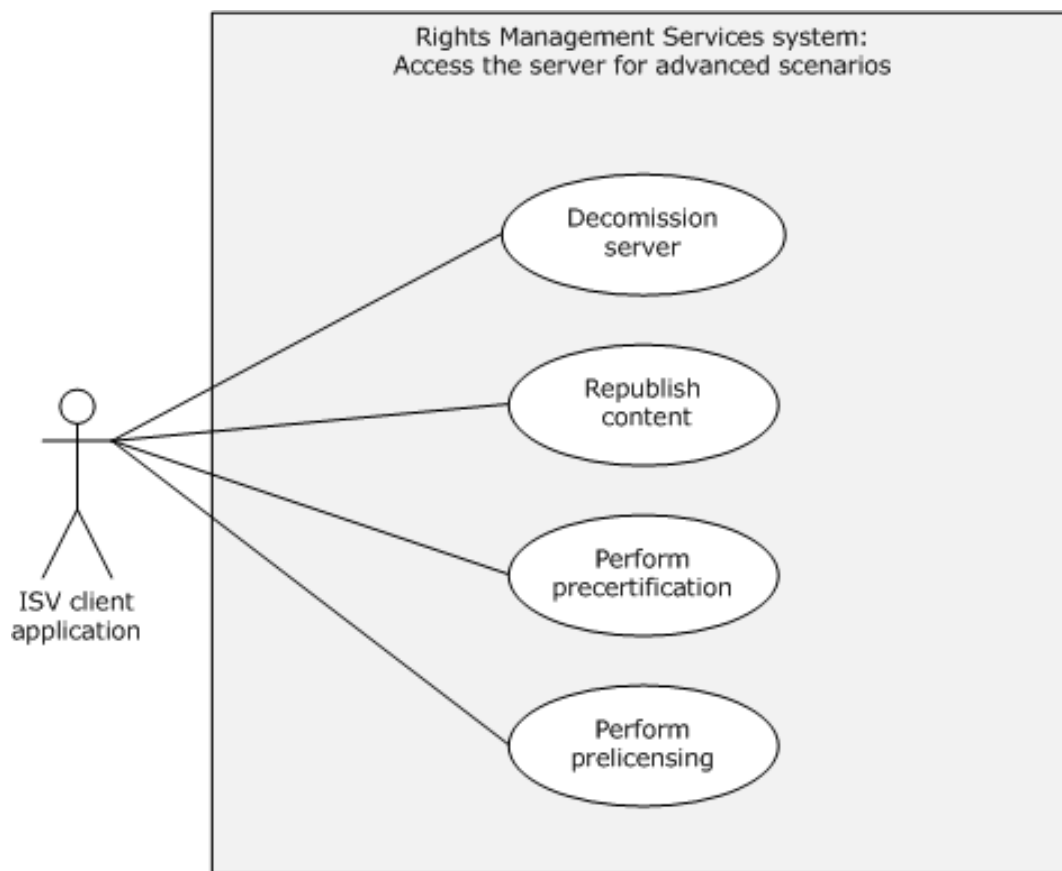 Rights Management Services system:
Access the server for advanced scenarios
Decomission
server
Republish
content
Perform
precertification
Perform
prelicensing
ISV client
application